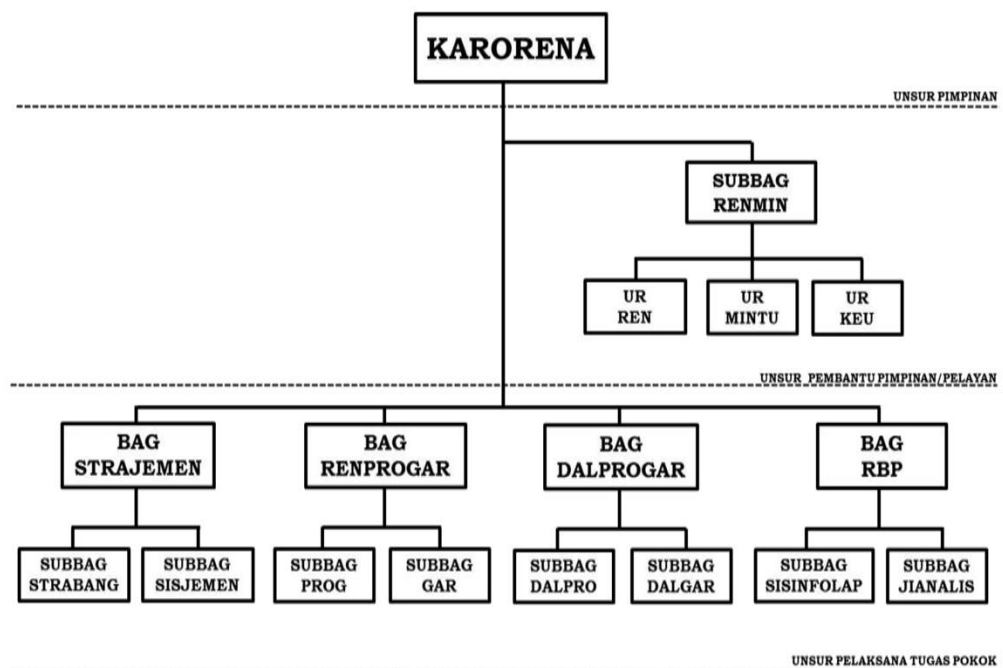 KARORENA
UNSUR PIMPINAN
SUBBAG
RENMIN
UR
REN
UR
MINTU
UR
KEU
UNSUR PEMBANTU PIMPINAN/PELAYAN
BAG
STRAJEMEN
BAG
RENPROGAR
BAG
DALPROGAR
BAG
RBP
SUBBAG
STRABANG
SUBBAG
SISJEMEN
SUBBAG
PROG
SUBBAG
GAR
SUBBAG
DALPRO
SUBBAG
DALGAR
SUBBAG
SISINFOLAP
SUBBAG
JIANALIS
UNSUR PELAKSANA TUGAS POKOK